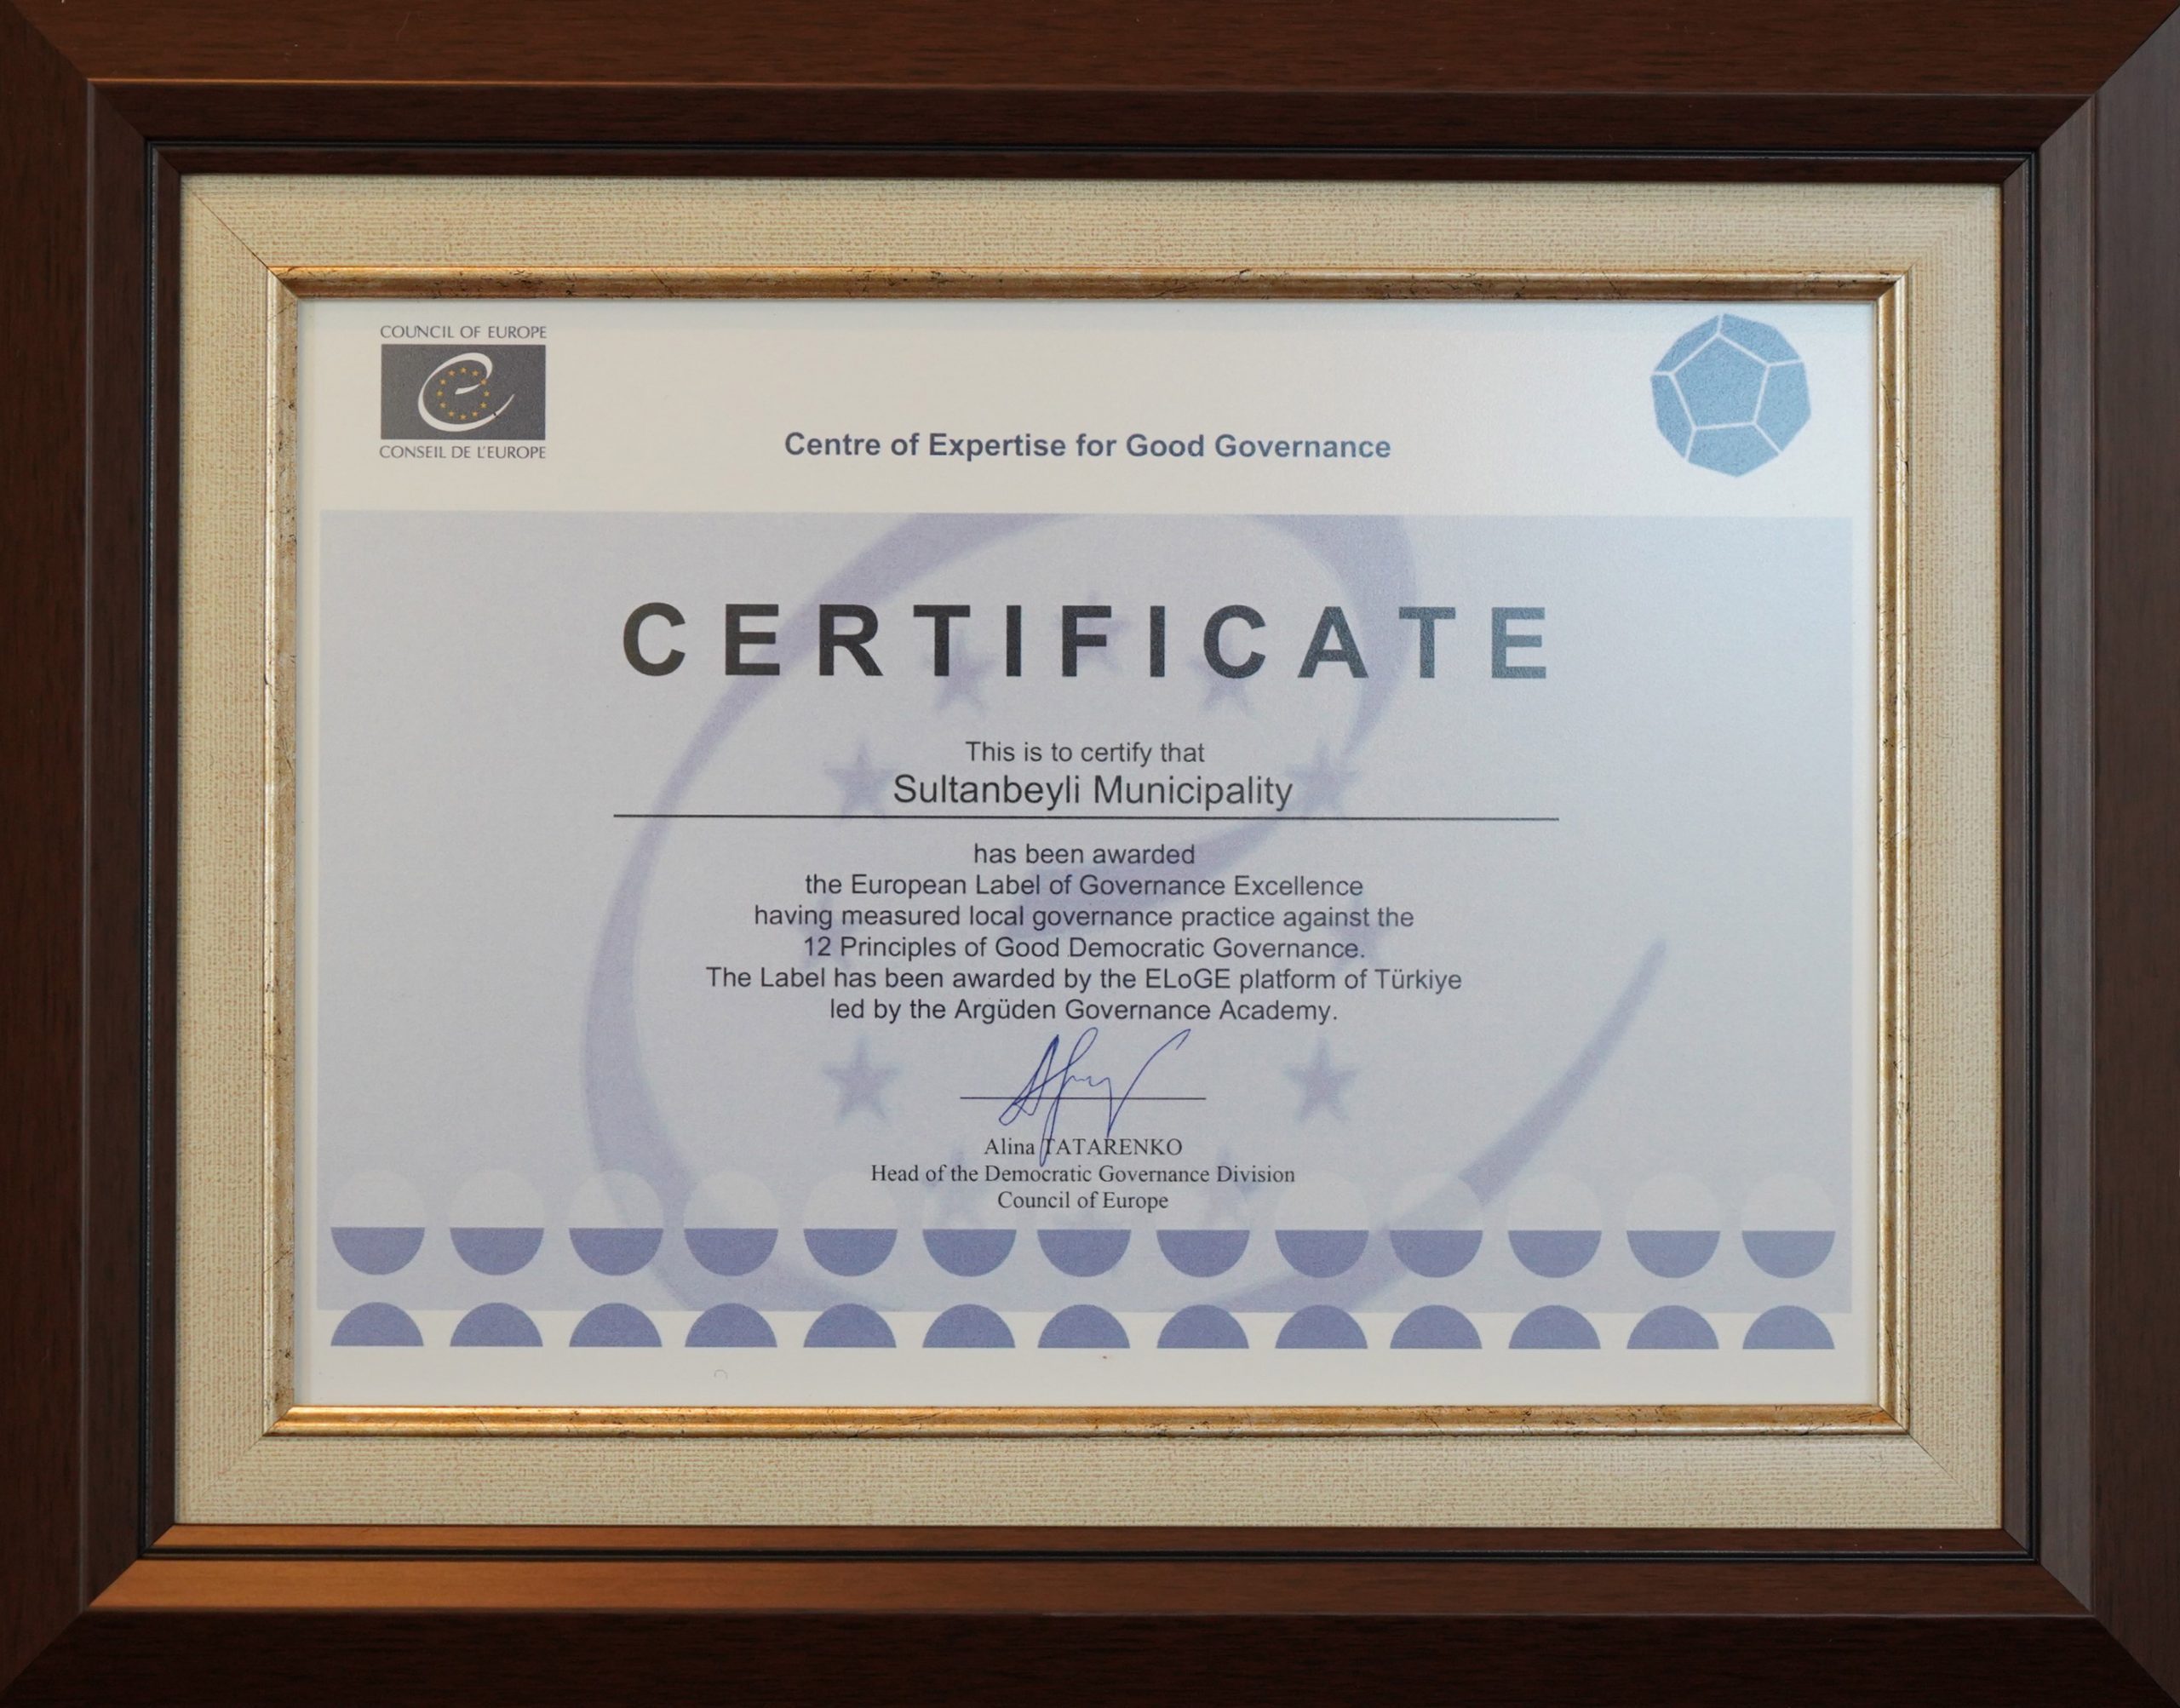 COUNCIL OF EUROPE
CONSEIL DE L'EUROPE
Centre of Expertise for Good Governance
CERTIFICATE
This is to certify that
Sultanbeyli Municipality
has been awarded
the European Label of Governance Excellence
having measured local governance practice against the
12 Principles of Good Democratic Governance.
The Label has been awarded by the ELoGE platform of Türkiye
led by the Argüden Governance Academy.
Alina TATARENKO
Head of the Democratic Governance Division
Council of Europe